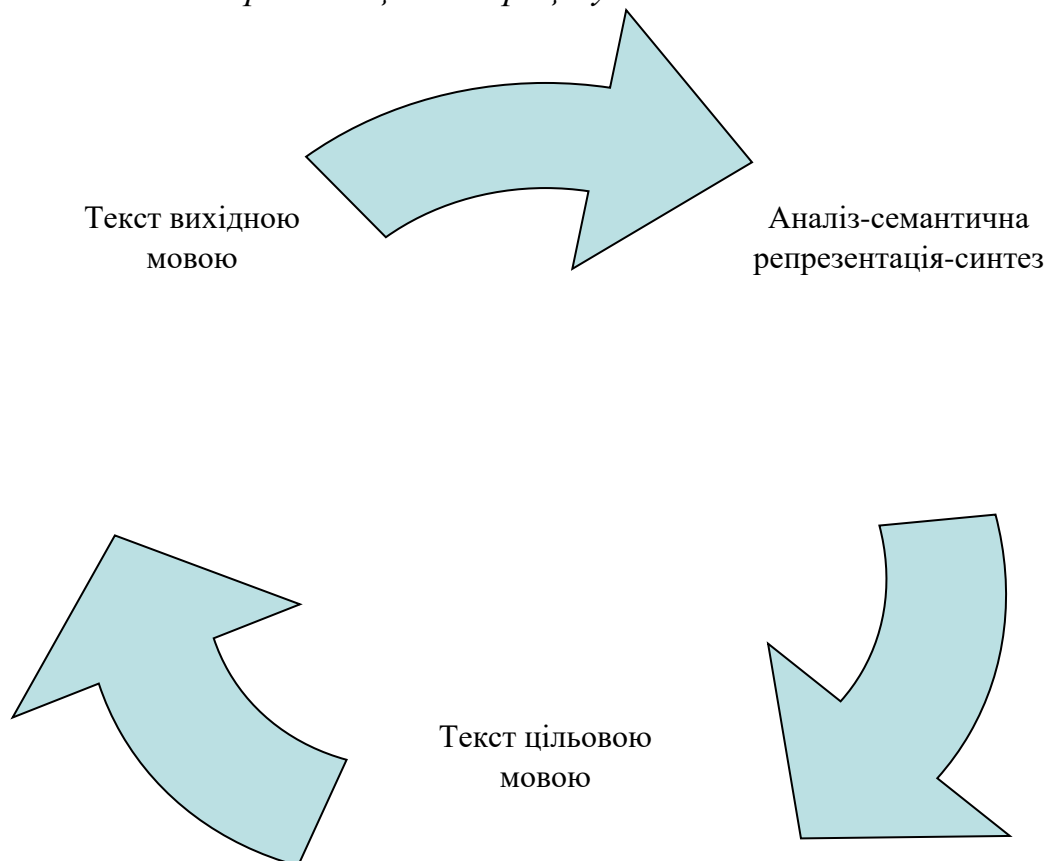 Текст вихідною
мовою
Аналіз-семантична
репрезентація-синтез
Текст цільовою
мовою